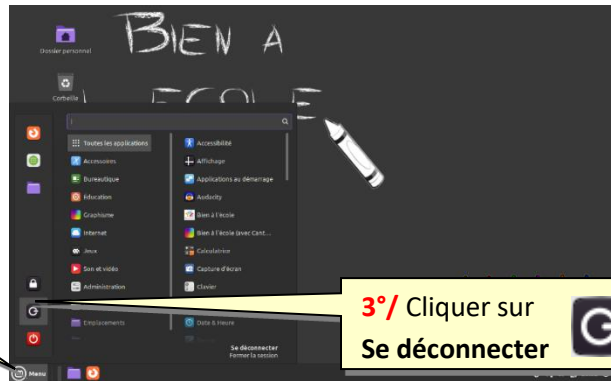 BIEN A
Dossier personnel
ECOLE
Corbeille
Toutes les applications
Accessoires
Bureautique
Éducation
Graphisme
Internet
Jeux
Son et vidéo
Administration
Emplacements
Accessibilité
Affichage
Applications au démarrage
Audacity
Bien à l'école
Bien à l'école (avec Cant...
Calculatrice
Capture d'écran
Clavier
Date & Heure
Se déconnecter
Fermer la session
3°/ Cliquer sur
Se déconnecter
Menu